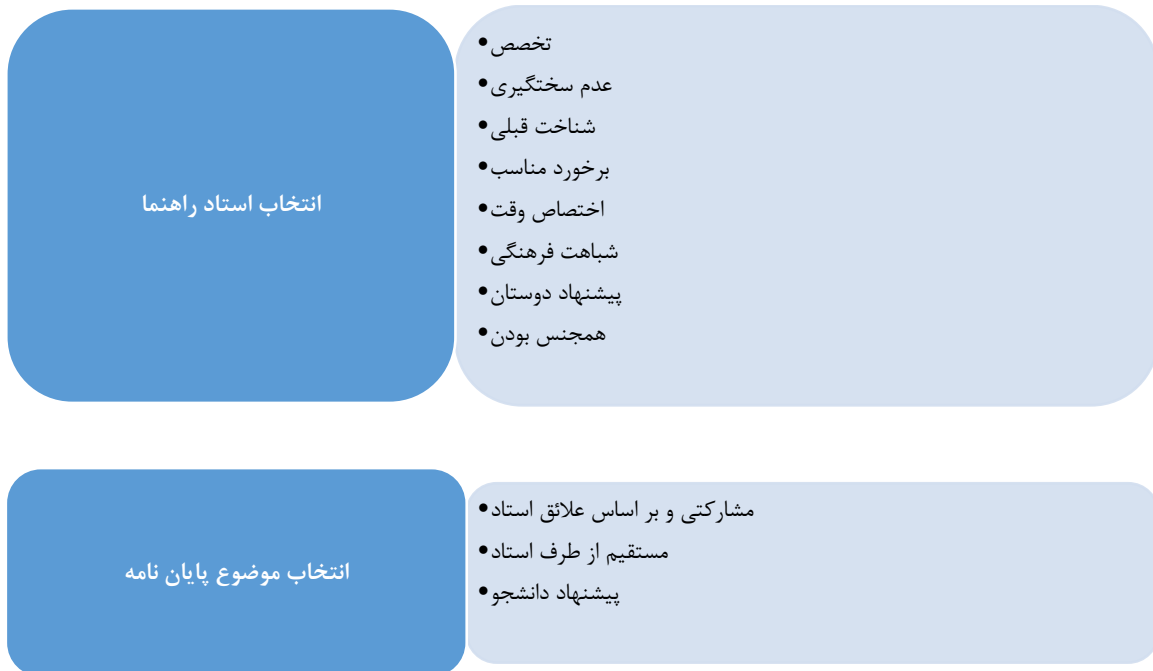 انتخاب استاد راهنما
•تخصص
•عدم سختگیری
•شناخت قبلی
•برخورد مناسب
•اختصاص وقت
•شباهت فرهنگی
•پیشنهاد دوستان
•همجنس بودن
انتخاب موضوع پایان نامه
•مشارکتی و بر اساس علائق استاد
•مستقیم از طرف استاد
•پیشنهاد دانشجو